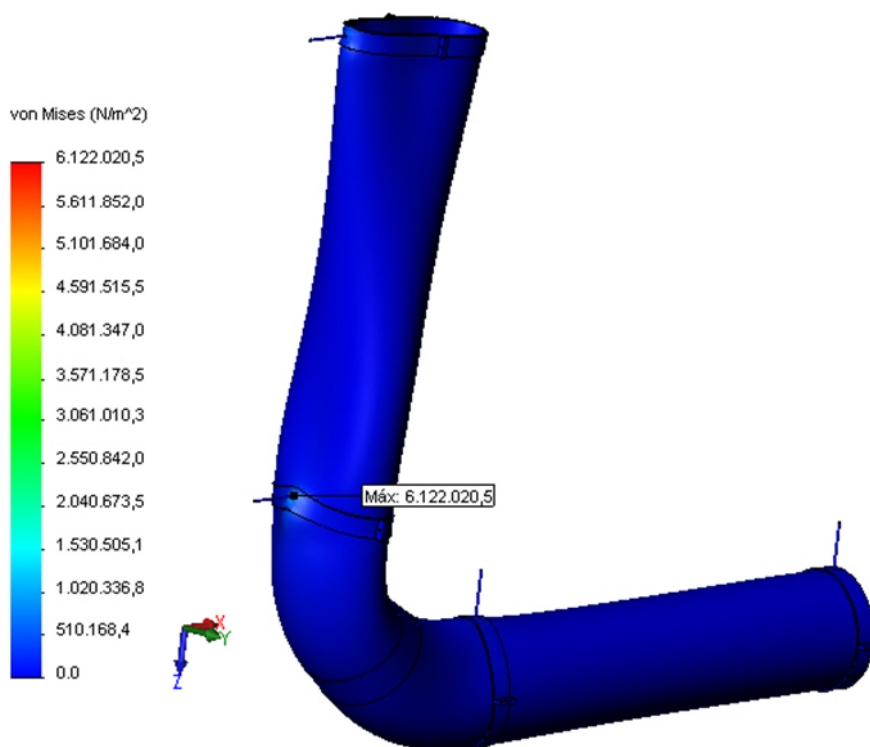 von Mises (N/m^2)
6.122.020,5
5.611.852,0
5.101.684,0
4.591.515,5
4.081.347,0
3.571.178,5
3.061.010,3
2.550.842,0
2.040.673,5
1.530.505,1
1.020.336,8
510.168,4
0.0
Máx: 6.122.020,5
X
Y
Z